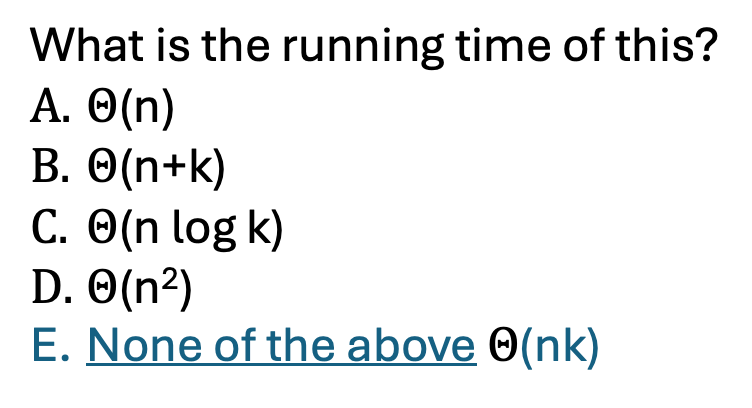 What is the running time of this?
A. Θ(n)
B. Θ(n+k)
C. Θ(n log k)
D. Θ(n²)
E. None of the above Θ(nk)